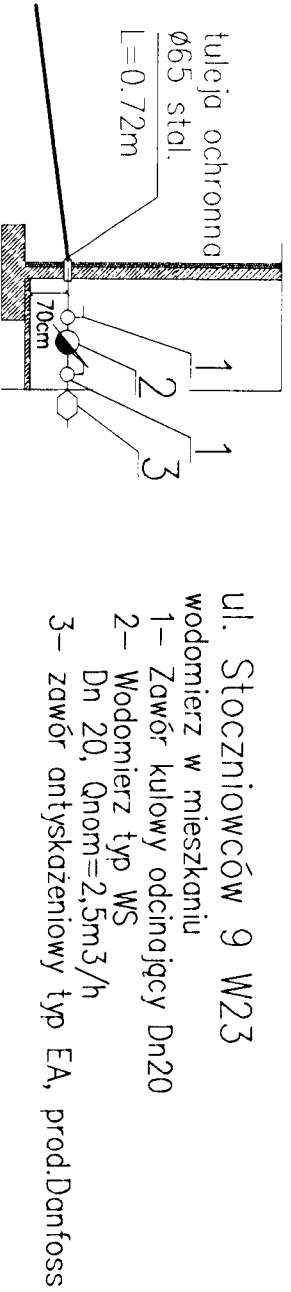 tuleja ochronna
ø65 stal.
L=0.72m
70cm
1
2
1
3
ul. Stoczniowców 9 W23
wodomierz w mieszkaniu
1– Zawór kulowy odcinający Dn20
2– Wodomierz typ WS
Dn 20, Qnom=2,5m3/h
3– zawór antyskażeniowy typ EA, prod.Danfoss